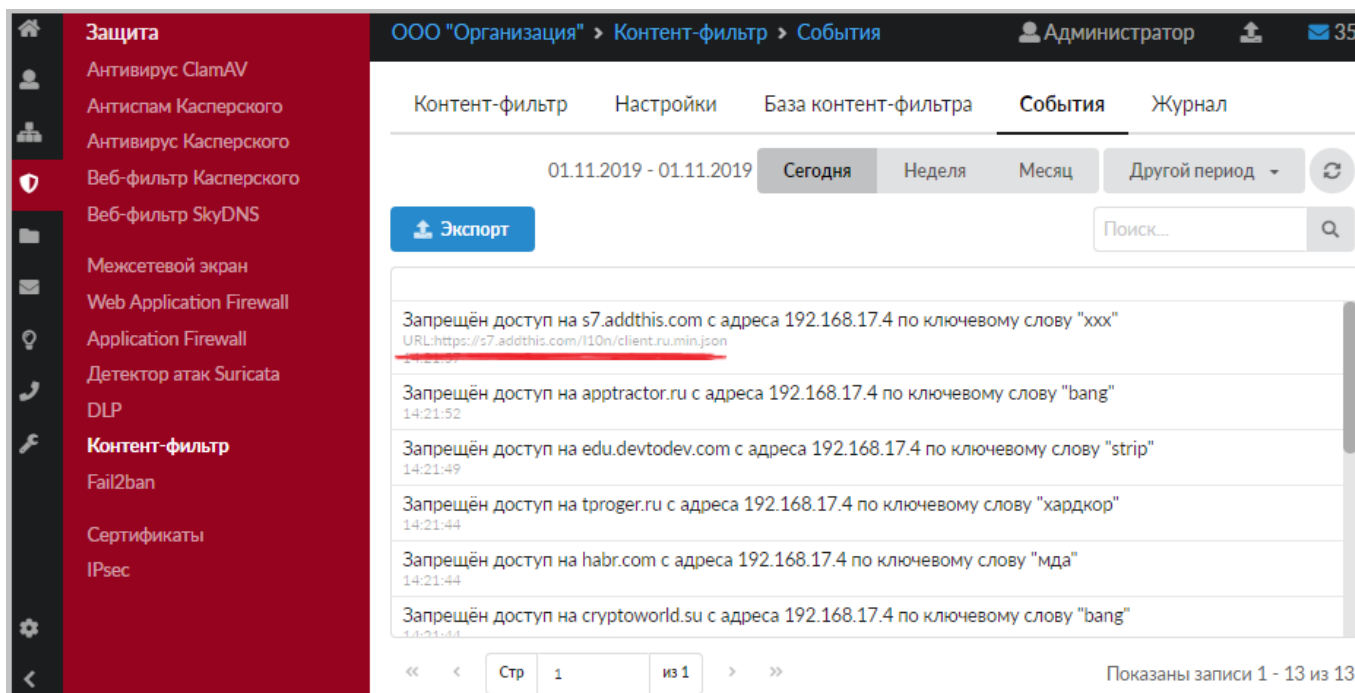 Защита
Антивирус ClamAV
Антиспам Касперского
Антивирус Касперского
Веб-фильтр Касперского
Веб-фильтр SkyDNS
Межсетевой экран
Web Application Firewall
Application Firewall
Детектор атак Suricata
DLP
Контент-фильтр
Fail2ban
Сертификаты
IPsec
ООО "Организация" > Контент-фильтр > События Администратор 35
Контент-фильтр Настройки База контент-фильтра События Журнал
01.11.2019 - 01.11.2019 Сегодня Неделя Месяц Другой период
Экспорт Поиск...
Запрещён доступ на s7.addthis.com с адреса 192.168.17.4 по ключевому слову "xxx"
URL:https://s7.addthis.com/l10n/client.ru.min.json
14:21:57
Запрещён доступ на apptractor.ru с адреса 192.168.17.4 по ключевому слову "bang"
14:21:52
Запрещён доступ на edu.devtodev.com с адреса 192.168.17.4 по ключевому слову "strip"
14:21:49
Запрещён доступ на tproger.ru с адреса 192.168.17.4 по ключевому слову "хардкор"
14:21:44
Запрещён доступ на habr.com с адреса 192.168.17.4 по ключевому слову "мда"
14:21:44
Запрещён доступ на cryptoworld.su с адреса 192.168.17.4 по ключевому слову "bang"
14:21:44
<< < Стр 1 из 1 > >> Показаны записи 1 - 13 из 13